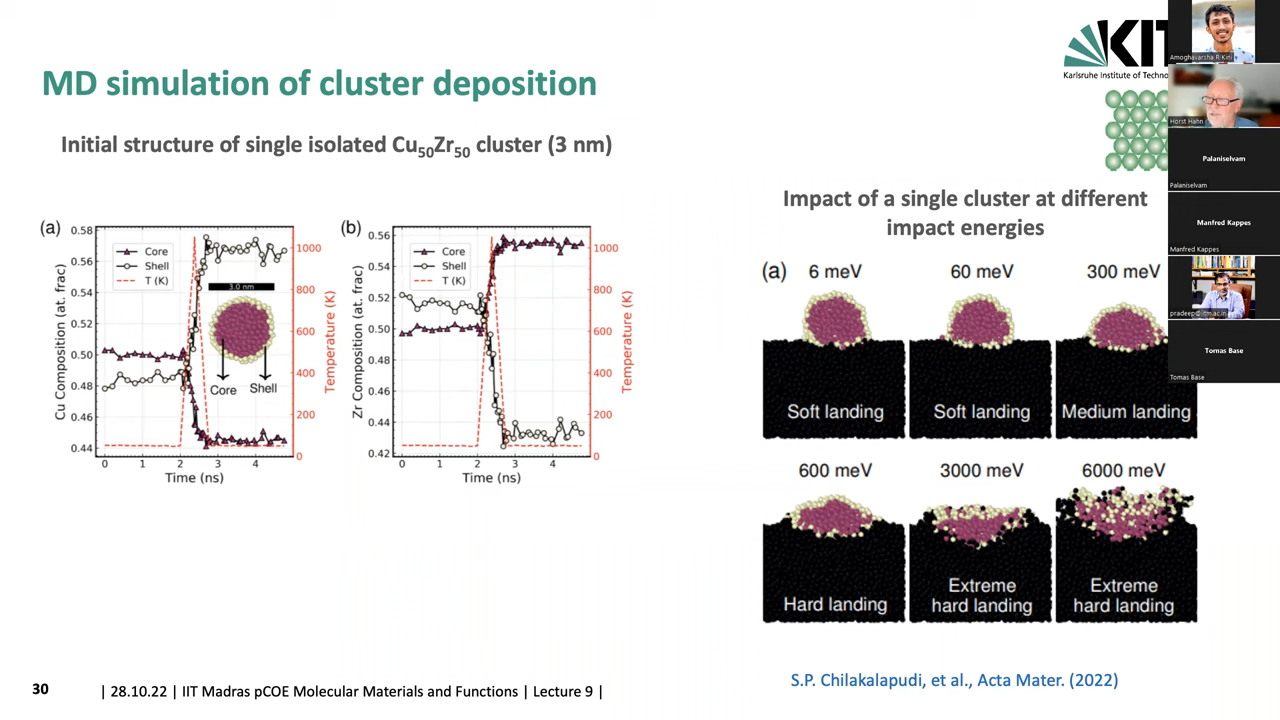 MD simulation of cluster deposition
Initial structure of single isolated Cu50Zr50 cluster (3 nm)
KIT
Karlsruhe Institute of Technol
Impact of a single cluster at different
impact energies
(a)
0.58
0.56
0.54
0.52
0.50
0.48
0.46
0.44
Cu Composition (at. frac)
Core
Shell
T (K)
3.0 nm
Core
Shell
1000
800
600
400
200
0
Temperature (K)
0 1 2 3 4
Time (ns)
(b)
0.56
0.54
0.52
0.50
0.48
0.46
0.44
0.42
Zr Composition (at. frac)
Core
Shell
T (K)
1000
800
600
400
200
0
Temperature (K)
0 1 2 3 4
Time (ns)
(a) 6 meV 60 meV 300 meV
Soft landing Soft landing Medium landing
600 meV 3000 meV 6000 meV
Hard landing
Extreme
hard landing
Extreme
hard landing
S.P. Chilakalapudi, et al., Acta Mater. (2022)
30 | 28.10.22 | IIT Madras pCOE Molecular Materials and Functions | Lecture 9 |
Amoghavarsha R Kini
Horst Hahn
Palaniselvam
Palaniselvam
Manfred Kappes
Manfred Kappes
pradeep@iitm.ac.in
Tomas Base
Tomas Base